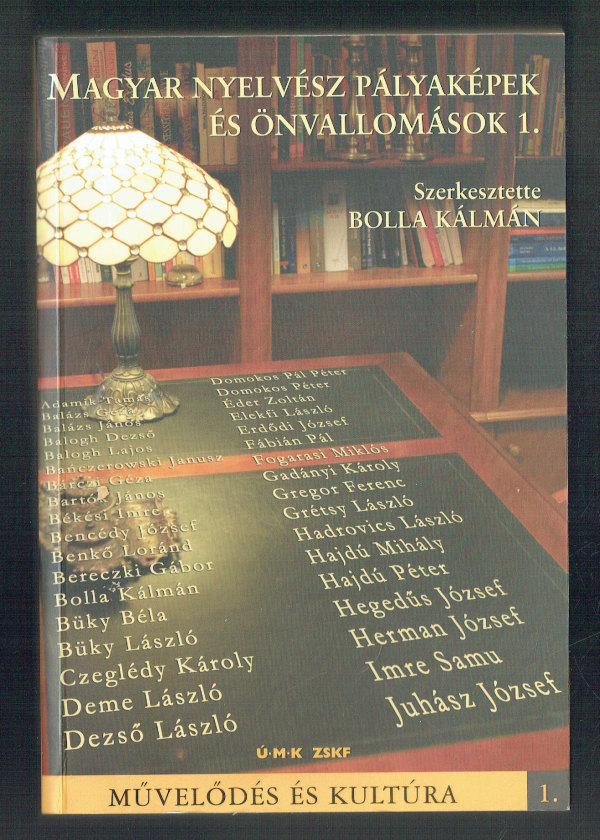 MAGYAR NYELVÉSZ PÁLYAKÉPEK
ÉS ÖNVALLOMÁSOK 1.
Szerkesztette
BOLLA KÁLMÁN
Adamik Tamás
Balázs Géza
Balázs János
Balogh Dezső
Balogh Lajos
Bańczerowski Janusz
Bárczi Géza
Bartók János
Békési Imre
Bencédy József
Benkő Loránd
Bereczki Gábor
Bolla Kálmán
Büky Béla
Büky László
Czeglédy Károly
Deme László
Dezső László
Domokos Pál Péter
Domokos Péter
Éder Zoltán
Elekfi László
Erdődi József
Fábián Pál
Fogarasi Miklós
Gadányi Károly
Gregor Ferenc
Grétsy László
Hadrovics László
Hajdú Mihály
Hajdú Péter
Hegedűs József
Herman József
Imre Samu
Juhász József
Ú·M·K ZSKF
MŰVELŐDÉS ÉS KULTÚRA
1.